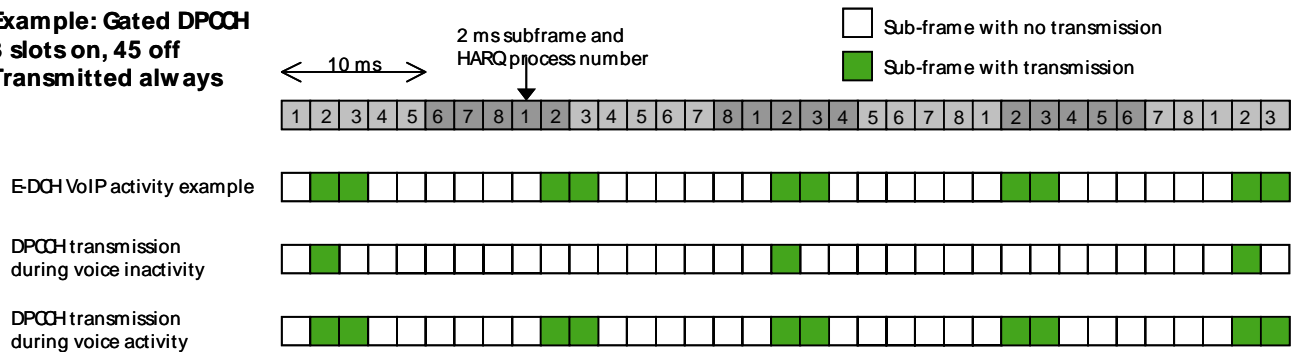 Example: Gated DPCCH
3 slots on, 45 off
Transmitted always
10 ms
2 ms subframe and
HARQ process number
Sub-frame with no transmission
Sub-frame with transmission
1 2 3 4 5 6 7 8 1 2 3 4 5 6 7 8 1 2 3 4 5 6 7 8 1 2 3 4 5 6 7 8 1 2 3
E-DCH VoIP activity example
DPCCH transmission
during voice inactivity
DPCCH transmission
during voice activity